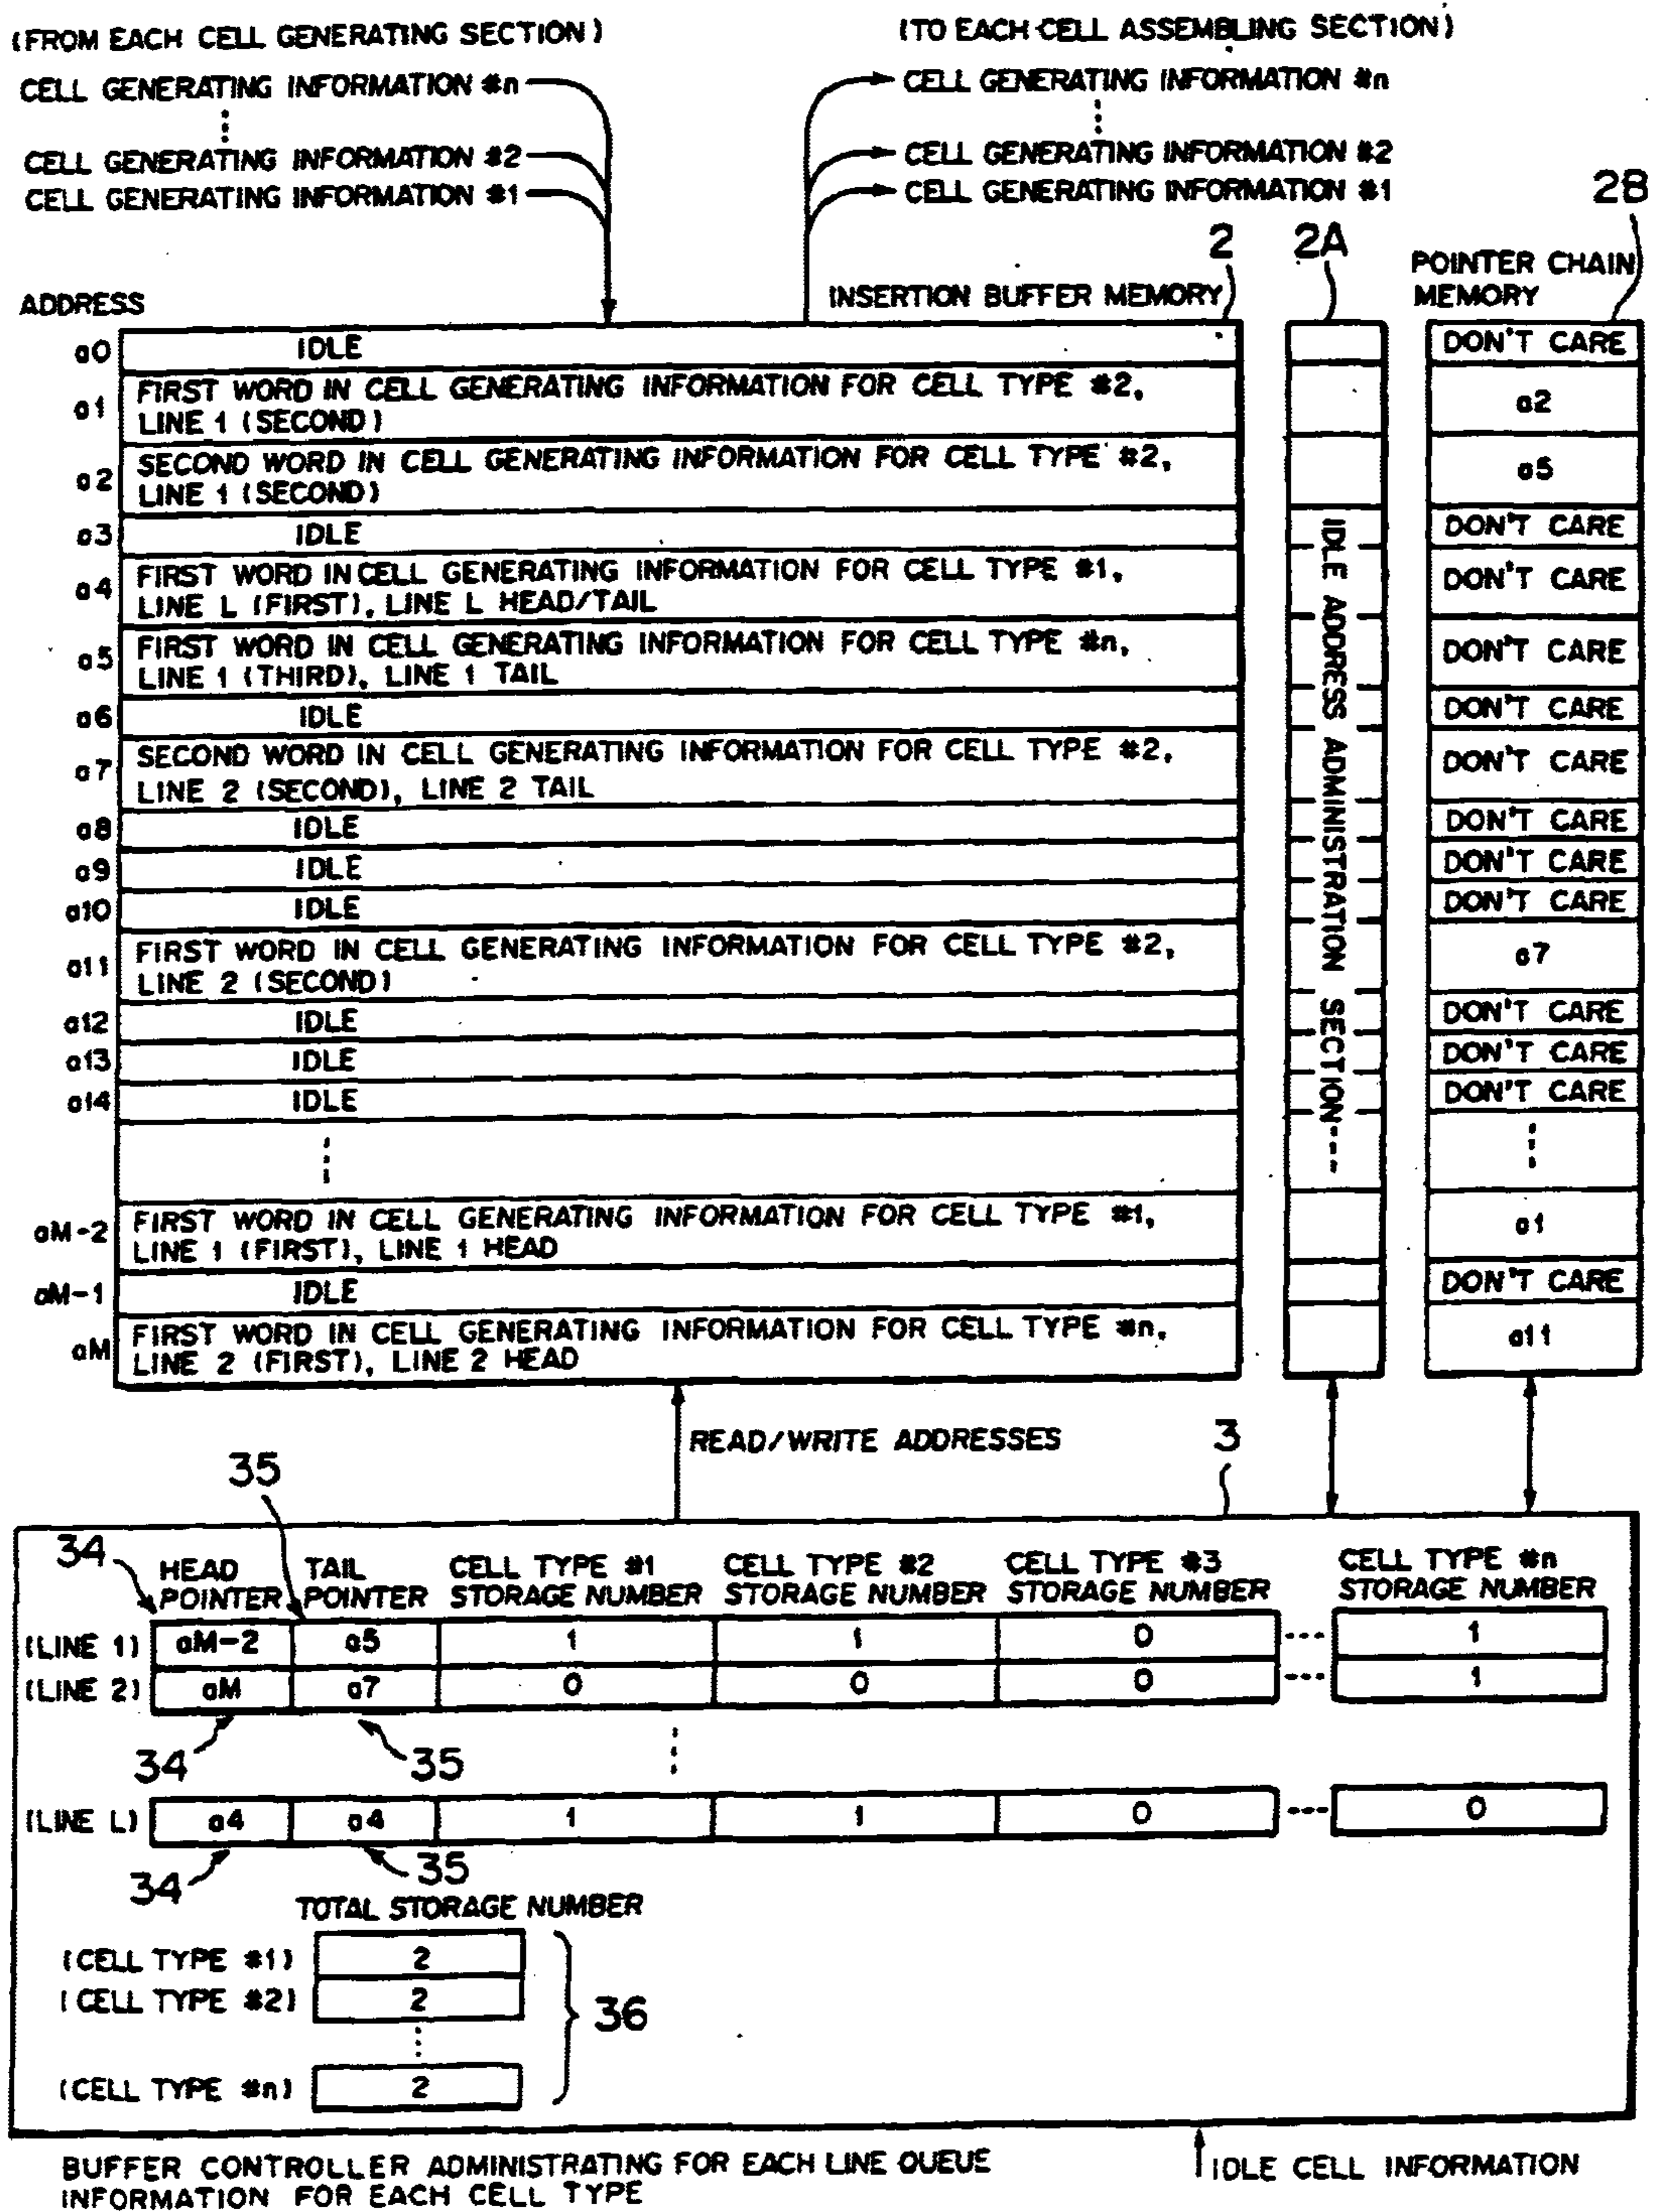 (FROM EACH CELL GENERATING SECTION)
(TO EACH CELL ASSEMBLING SECTION)
CELL GENERATING INFORMATION #n
CELL GENERATING INFORMATION #n
CELL GENERATING INFORMATION #2
CELL GENERATING INFORMATION #2
CELL GENERATING INFORMATION #1
CELL GENERATING INFORMATION #1
2B
2
2A
POINTER CHAIN
MEMORY
ADDRESS
INSERTION BUFFER MEMORY
a0 IDLE DON'T CARE
a1 FIRST WORD IN CELL GENERATING INFORMATION FOR CELL TYPE #2,
LINE 1 (SECOND) a2
a2 SECOND WORD IN CELL GENERATING INFORMATION FOR CELL TYPE #2,
LINE 1 (SECOND) a5
a3 IDLE DON'T CARE
a4 FIRST WORD IN CELL GENERATING INFORMATION FOR CELL TYPE #1,
LINE L (FIRST), LINE L HEAD/TAIL DON'T CARE
a5 FIRST WORD IN CELL GENERATING INFORMATION FOR CELL TYPE #n,
LINE 1 (THIRD), LINE 1 TAIL DON'T CARE
a6 IDLE DON'T CARE
a7 SECOND WORD IN CELL GENERATING INFORMATION FOR CELL TYPE #2,
LINE 2 (SECOND), LINE 2 TAIL DON'T CARE
a8 IDLE DON'T CARE
a9 IDLE DON'T CARE
a10 IDLE DON'T CARE
a11 FIRST WORD IN CELL GENERATING INFORMATION FOR CELL TYPE #2,
LINE 2 (SECOND) a7
a12 IDLE DON'T CARE
a13 IDLE DON'T CARE
a14 IDLE DON'T CARE
aM-2 FIRST WORD IN CELL GENERATING INFORMATION FOR CELL TYPE #1,
LINE 1 (FIRST), LINE 1 HEAD a1
aM-1 IDLE DON'T CARE
aM FIRST WORD IN CELL GENERATING INFORMATION FOR CELL TYPE #n,
LINE 2 (FIRST), LINE 2 HEAD a11
IDLE ADDRESS ADMINISTRATION SECTION
READ/WRITE ADDRESSES
3
35
34
HEAD POINTER
TAIL POINTER
CELL TYPE #1 STORAGE NUMBER
CELL TYPE #2 STORAGE NUMBER
CELL TYPE #3 STORAGE NUMBER
CELL TYPE #n STORAGE NUMBER
(LINE 1) aM-2 a5 1 1 0 --- 1
(LINE 2) aM a7 0 0 0 --- 1
34 35
(LINE L) a4 a4 1 1 0 --- 0
34 35
TOTAL STORAGE NUMBER
(CELL TYPE #1) 2
(CELL TYPE #2) 2
36
(CELL TYPE #n) 2
BUFFER CONTROLLER ADMINISTRATING FOR EACH LINE QUEUE
INFORMATION FOR EACH CELL TYPE
IDLE CELL INFORMATION